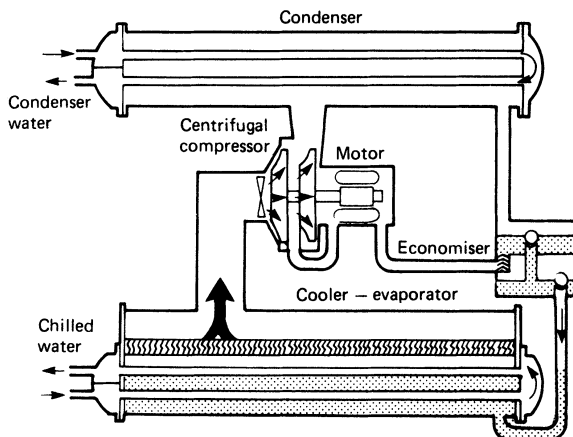 Condenser
Condenser
water
Centrifugal
compressor
Motor
Economiser
Cooler – evaporator
Chilled
water